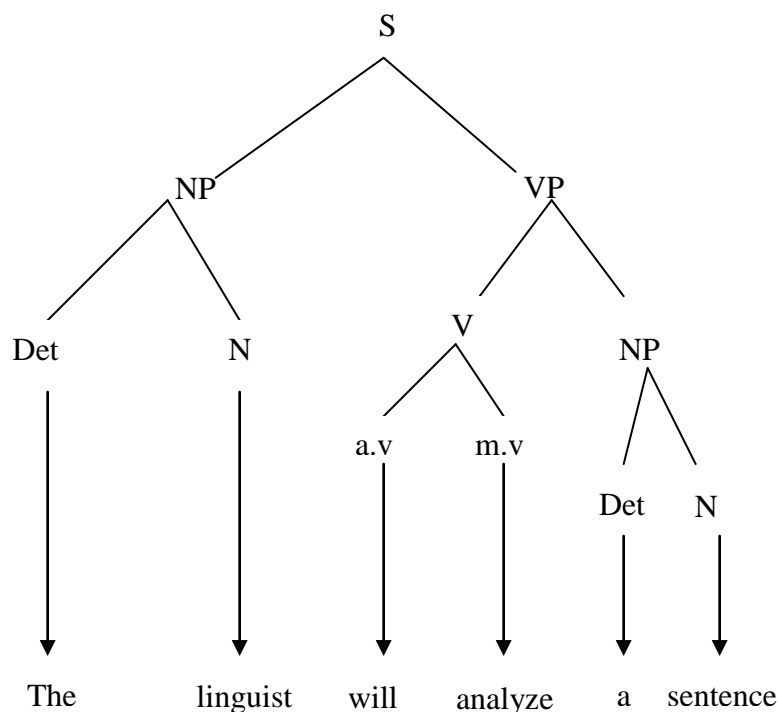 S
NP VP
V
Det N NP
a.v m.v
Det N
The linguist will analyze a sentence